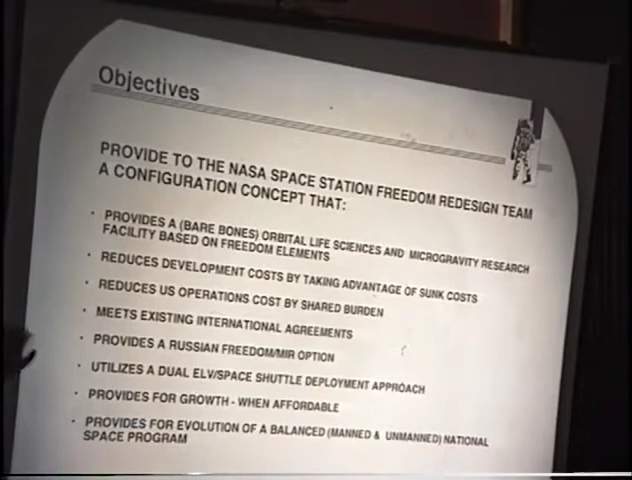 Objectives
PROVIDE TO THE NASA SPACE STATION FREEDOM REDESIGN TEAM
A CONFIGURATION CONCEPT THAT:
· PROVIDES A (BARE BONES) ORBITAL LIFE SCIENCES AND MICROGRAVITY RESEARCH
FACILITY BASED ON FREEDOM ELEMENTS
· REDUCES DEVELOPMENT COSTS BY TAKING ADVANTAGE OF SUNK COSTS
· REDUCES US OPERATIONS COST BY SHARED BURDEN
· MEETS EXISTING INTERNATIONAL AGREEMENTS
· PROVIDES A RUSSIAN FREEDOM/MIR OPTION
· UTILIZES A DUAL ELV/SPACE SHUTTLE DEPLOYMENT APPROACH
· PROVIDES FOR GROWTH - WHEN AFFORDABLE
· PROVIDES FOR EVOLUTION OF A BALANCED (MANNED & UNMANNED) NATIONAL
SPACE PROGRAM